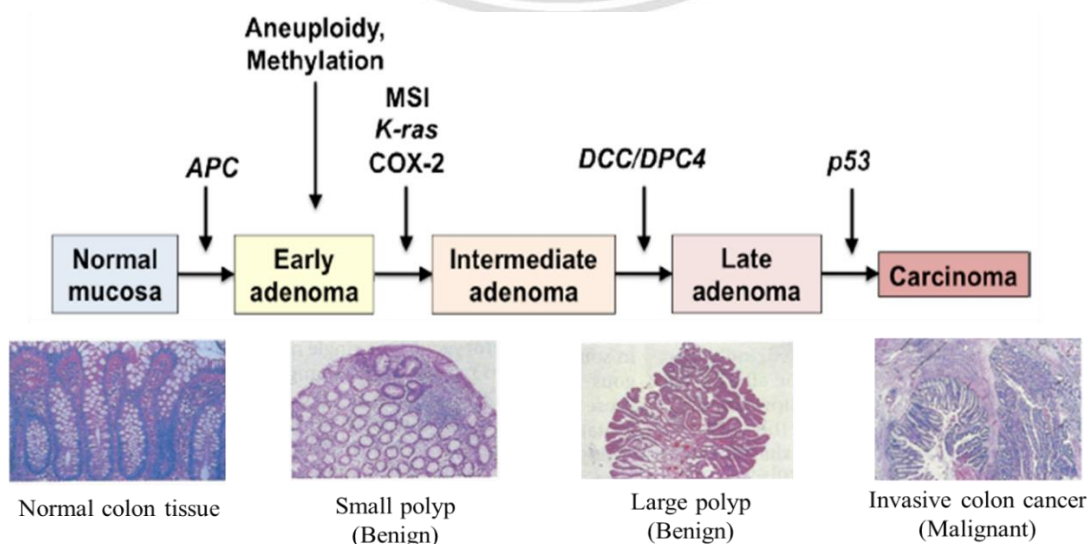 Aneuploidy,
Methylation
MSI
K-ras
COX-2
APC
DCC/DPC4
p53
Normal
mucosa
Early
adenoma
Intermediate
adenoma
Late
adenoma
Carcinoma
Normal colon tissue
Small polyp
(Benign)
Large polyp
(Benign)
Invasive colon cancer
(Malignant)